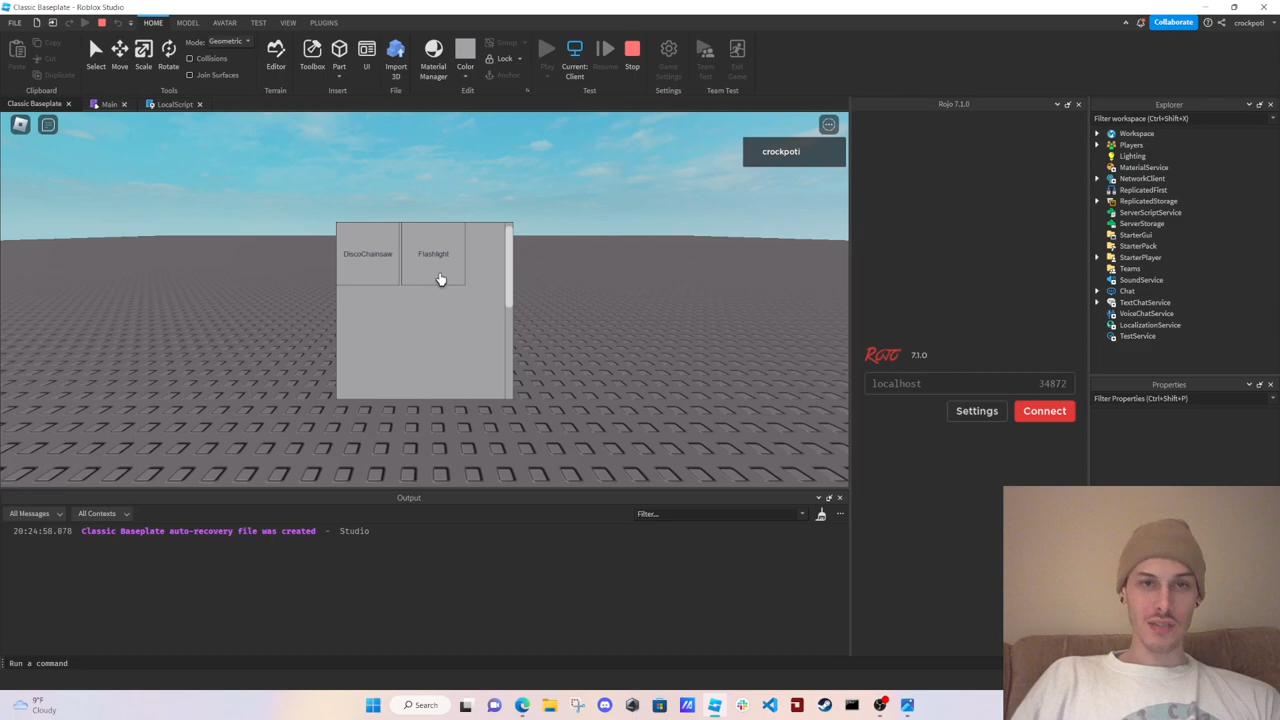 Classic Baseplate - Roblox Studio
FILE
HOME MODEL AVATAR TEST VIEW PLUGINS
Collaborate
crockpoti
Paste
Copy
Cut
Duplicate
Clipboard
Select Move Scale Rotate
Mode: Geometric
Collisions
Join Surfaces
Tools
Editor
Terrain
Toolbox Part UI
Insert
Import
3D
File
Material
Manager
Color
Group
Lock
Anchor
Edit
Play
Current:
Client
Resume Stop
Test
Game
Settings
Settings
Team
Test
Exit
Game
Team Test
Classic Baseplate × Main × LocalScript ×
crockpoti
DiscoChainsaw Flashlight
Rojo 7.1.0
ROJO 7.1.0
localhost 34872
Settings Connect
Explorer
Filter workspace (Ctrl+Shift+X)
Workspace
Players
Lighting
MaterialService
NetworkClient
ReplicatedFirst
ReplicatedStorage
ServerScriptService
ServerStorage
StarterGui
StarterPack
StarterPlayer
Teams
SoundService
Chat
TextChatService
VoiceChatService
LocalizationService
TestService
Properties
Filter Properties (Ctrl+Shift+P)
Output
All Messages All Contexts Filter...
20:24:58.078 Classic Baseplate auto-recovery file was created - Studio
Run a command
9°F
Cloudy
Search